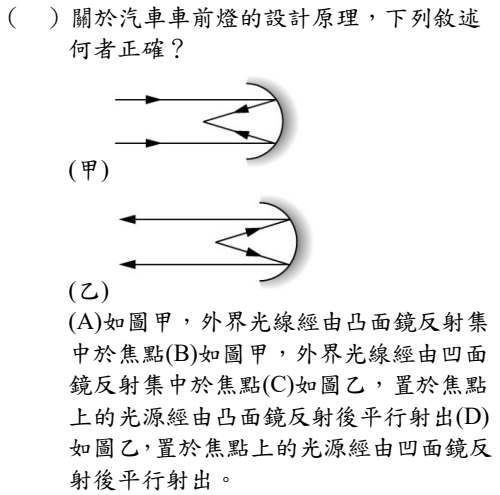 （　）關於汽車車前燈的設計原理，下列敘述
何者正確？
(甲)
(乙)
(A)如圖甲，外界光線經由凸面鏡反射集
中於焦點(B)如圖甲，外界光線經由凹面
鏡反射集中於焦點(C)如圖乙，置於焦點
上的光源經由凸面鏡反射後平行射出(D)
如圖乙，置於焦點上的光源經由凹面鏡反
射後平行射出。